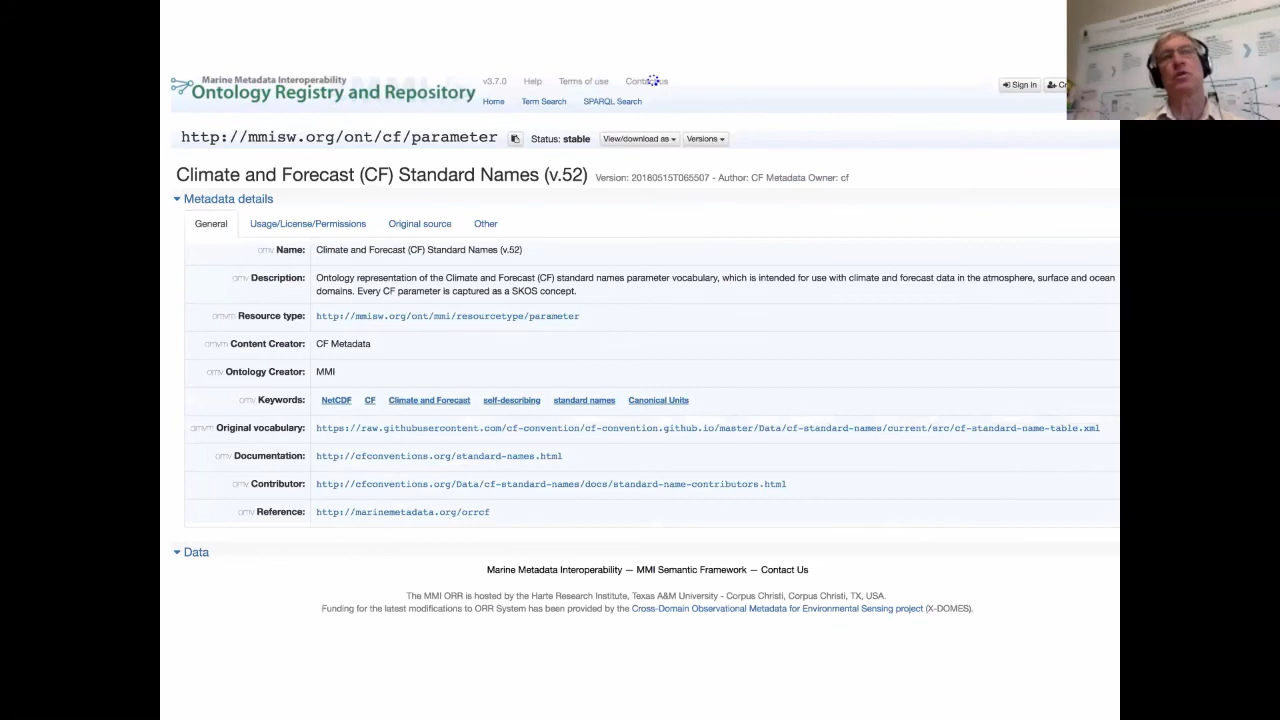 Marine Metadata Interoperability
Ontology Registry and Repository
v3.7.0 Help Terms of use
Home Term Search SPARQL Search
Sign in
http://mmisw.org/ont/cf/parameter Status: stable View/download as Versions
Climate and Forecast (CF) Standard Names (v.52) Version: 20180515T065507 - Author: CF Metadata Owner: cf
Metadata details
General Usage/License/Permissions Original source Other
omv Name: Climate and Forecast (CF) Standard Names (v.52)
omv Description: Ontology representation of the Climate and Forecast (CF) standard names parameter vocabulary, which is intended for use with climate and forecast data in the atmosphere, surface and ocean
domains. Every CF parameter is captured as a SKOS concept.
omvm Resource type: http://mmisw.org/ont/mmi/resourcetype/parameter
omvm Content Creator: CF Metadata
omv Ontology Creator: MMI
omv Keywords: NetCDF CF Climate and Forecast self-describing standard names Canonical Units
omvm Original vocabulary: https://raw.githubusercontent.com/cf-convention/cf-convention.github.io/master/Data/cf-standard-names/current/src/cf-standard-name-table.xml
omv Documentation: http://cfconventions.org/standard-names.html
omv Contributor: http://cfconventions.org/Data/cf-standard-names/docs/standard-name-contributors.html
omv Reference: http://marinemetadata.org/orrcf
Data
Marine Metadata Interoperability — MMI Semantic Framework — Contact Us
The MMI ORR is hosted by the Harte Research Institute, Texas A&M University - Corpus Christi, Corpus Christi, TX, USA.
Funding for the latest modifications to ORR System has been provided by the Cross-Domain Observational Metadata for Environmental Sensing project (X-DOMES).